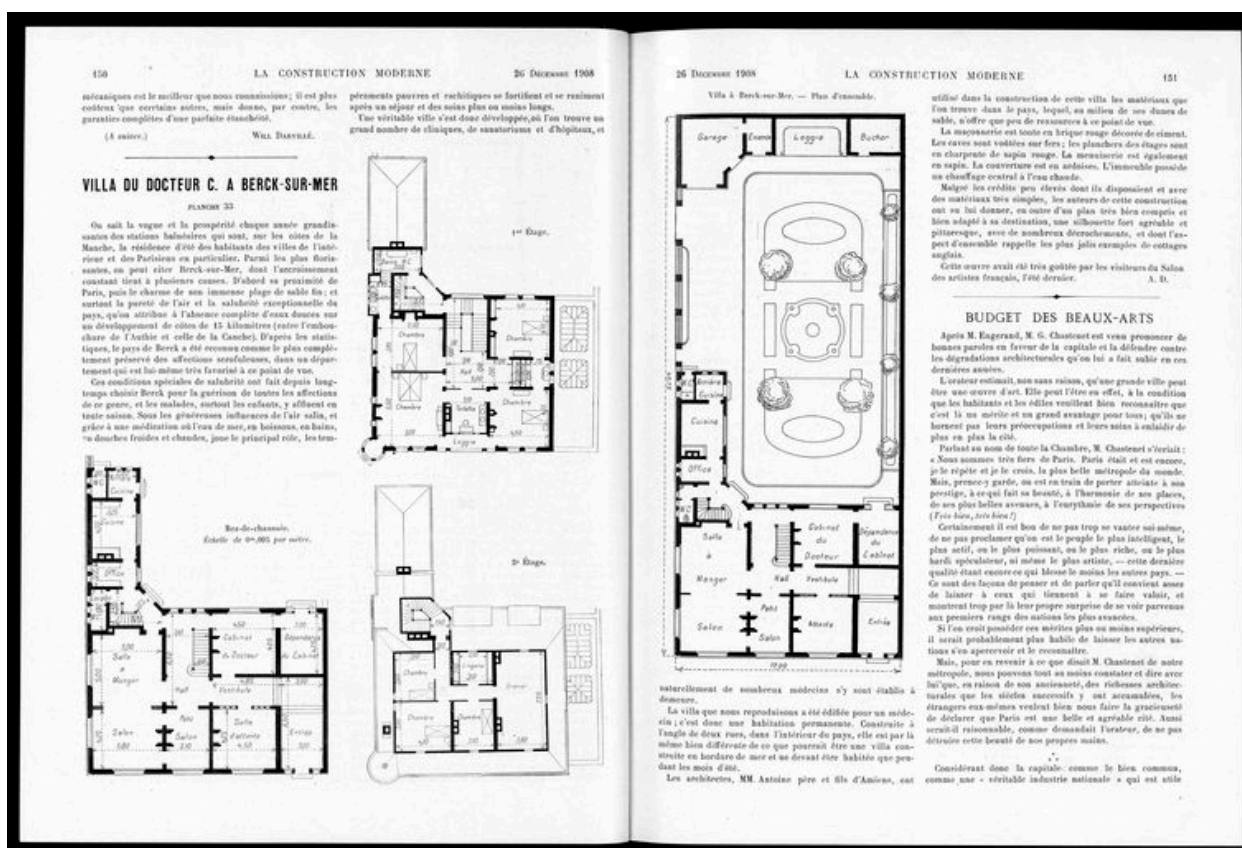 150
LA CONSTRUCTION MODERNE
26 DÉCEMBRE 1908
mécaniques est le meilleur que nous connaissions; il est plus
coûteux que certains autres, mais donne, par contre, les
garanties complètes d'une parfaite étanchéité.
(A suivre.)
VILLA DU DOCTEUR C. A BERCK-SUR-MER
PLANCHE 33
On sait la vogue et la prospérité chaque année grandis-
santes des stations balnéaires qui sont, sur les côtes de la
Manche, la résidence d'été des habitants des villes de l'inté-
rieur et des Parisiens en particulier. Parmi les plus floris-
santes, on peut citer Berck-sur-Mer, dont l'accroissement
constant tient à plusieurs causes. D'abord sa proximité de
Paris, puis le charme de son immense plage de sable fin; et
surtout la pureté de l'air et la salubrité exceptionnelle du
pays, qu'on attribue à l'absence complète d'eaux douces sur
un développement de côtes de 15 kilomètres (entre l'embou-
chure de l'Authie et celle de la Canche). D'après les statis-
tiques, le pays de Berck a été reconnu comme le plus complè-
tement préservé des affections scrofuleuses, dans un dépar-
tement qui est lui-même très favorisé à ce point de vue.
Ces conditions spéciales de salubrité ont fait depuis long-
temps choisir Berck pour la guérison de toutes les affections
de ce genre, et les malades, surtout les enfants, y affluent en
toute saison. Sous les généreuses influences de l'air salin, et
grâce à une médication où l'eau de mer, en boissons, en bains,
en douches froides et chaudes, joue le principal rôle, les tem-
péraments pauvres et rachitiques se fortifient et se raniment
après un séjour et des soins plus ou moins longs.
Une véritable ville s'est donc développée, où l'on trouve un
grand nombre de cliniques, de sanatoriums et d'hôpitaux, et
1er Étage.
Chambre
Chambre
Hall
Chambre
Chambre
Toilette
Loggia
Rez-de-chaussée.
Échelle de 0m,005 par mètre.
Cuisine
Office
Salle
à
Manger
Cabinet
du Docteur
Dépendance
du Cabinet
Hall
Vestibule
Salon
Petit
Salon
Salle
d'attente
Entrée
2e Étage.
Chambre
Lingerie
Grenier
Chambre
26 DÉCEMBRE 1908
LA CONSTRUCTION MODERNE
151
Villa à Berck-sur-Mer. — Plan d'ensemble.
Garage
Loggia
Bucher
Cuisine
Office
Salle
à
Manger
Cabinet
du
Docteur
Dépendance
du
Cabinet
Hall
Vestibule
Salon
Petit
Salon
Attente
Entrée
naturellement de nombreux médecins s'y sont établis à
demeure.
La villa que nous reproduisons a été édifiée pour un méde-
cin; c'est donc une habitation permanente. Construite à
l'angle de deux rues, dans l'intérieur du pays, elle est par là
même bien différente de ce que pourrait être une villa con-
struite en bordure de mer et ne devant être habitée que pen-
dant les mois d'été.
Les architectes, MM. Antoine père et fils d'Amiens, ont
utilisé dans la construction de cette villa les matériaux que
l'on trouve dans le pays, lequel, au milieu de ses dunes de
sable, n'offre que peu de ressources à ce point de vue.
La maçonnerie est toute en brique rouge décorée de ciment.
Les caves sont voûtées sur fers; les planchers des étages sont
en charpente de sapin rouge. La menuiserie est également
en sapin. La couverture est en ardoises. L'immeuble possède
un chauffage central à l'eau chaude.
Malgré les crédits peu élevés dont ils disposaient et avec
des matériaux très simples, les auteurs de cette construction
ont su lui donner, en outre d'un plan très bien compris et
bien adapté à sa destination, une silhouette fort agréable et
pittoresque, avec de nombreux décrochements, et dont l'as-
pect d'ensemble rappelle les plus jolis exemples de cottages
anglais.
Cette œuvre avait été très goûtée par les visiteurs du Salon
des artistes français, l'été dernier. A. D.
BUDGET DES BEAUX-ARTS
Après M. Engerand, M. G. Chastenet est venu prononcer de
bonnes paroles en faveur de la capitale et la défendre contre
les dégradations architecturales qu'on lui a fait subir en ces
dernières années.
L'orateur estimait, non sans raison, qu'une grande ville peut
être une œuvre d'art. Elle peut l'être en effet, à la condition
que les habitants et les édiles veuillent bien reconnaître que
c'est là un mérite et un grand avantage pour tous; qu'ils ne
bornent pas leurs préoccupations et leurs soins à enlaidir de
plus en plus la cité.
Parlant au nom de toute la Chambre, M. Chastenet s'écriait :
« Nous sommes très fiers de Paris. Paris était et est encore,
je le répète et je le crois, la plus belle métropole du monde.
Mais, prenez-y garde, on est en train de porter atteinte à son
prestige, à ce qui fait sa beauté, à l'harmonie de ses places,
de ses plus belles avenues, à l'eurythmie de ses perspectives
(Très bien, très bien!)
Certainement il est bon de ne pas trop se vanter soi-même,
de ne pas proclamer qu'on est le peuple le plus intelligent, le
plus actif, ou le plus puissant, ou le plus riche, ou le plus
hardi spéculateur, ni même le plus artiste, — cette dernière
qualité étant encore ce qui blesse le moins les autres pays. —
Ce sont des façons de penser et de parler qu'il convient assez
de laisser à ceux qui tiennent à se faire valoir, et
montrent trop par là leur propre surprise de se voir parvenus
aux premiers rangs des nations les plus avancées.
Si l'on croit posséder ces mérites plus ou moins supérieurs,
il serait probablement plus habile de laisser les autres na-
tions s'en apercevoir et le reconnaître.
Mais, pour en revenir à ce que disait M. Chastenet de notre
métropole, nous pouvons tout au moins constater et dire avec
lui que, en raison de son ancienneté, des richesses architec-
turales que les siècles successifs y ont accumulées, les
étrangers eux-mêmes veulent bien nous faire la gracieuseté
de déclarer que Paris est une belle et agréable cité. Aussi
serait-il raisonnable, comme demandait l'orateur, de ne pas
détruire cette beauté de nos propres mains.
Considérant donc la capitale comme le bien commun,
comme une « véritable industrie nationale » qui est utile